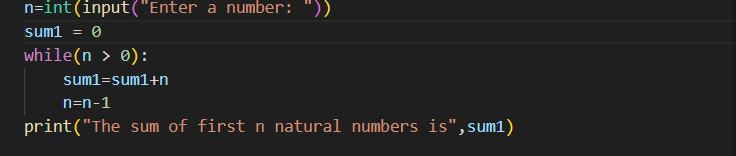 n=int(input("Enter a number: "))
sum1 = 0
while(n > 0):
    sum1=sum1+n
    n=n-1
print("The sum of first n natural numbers is",sum1)